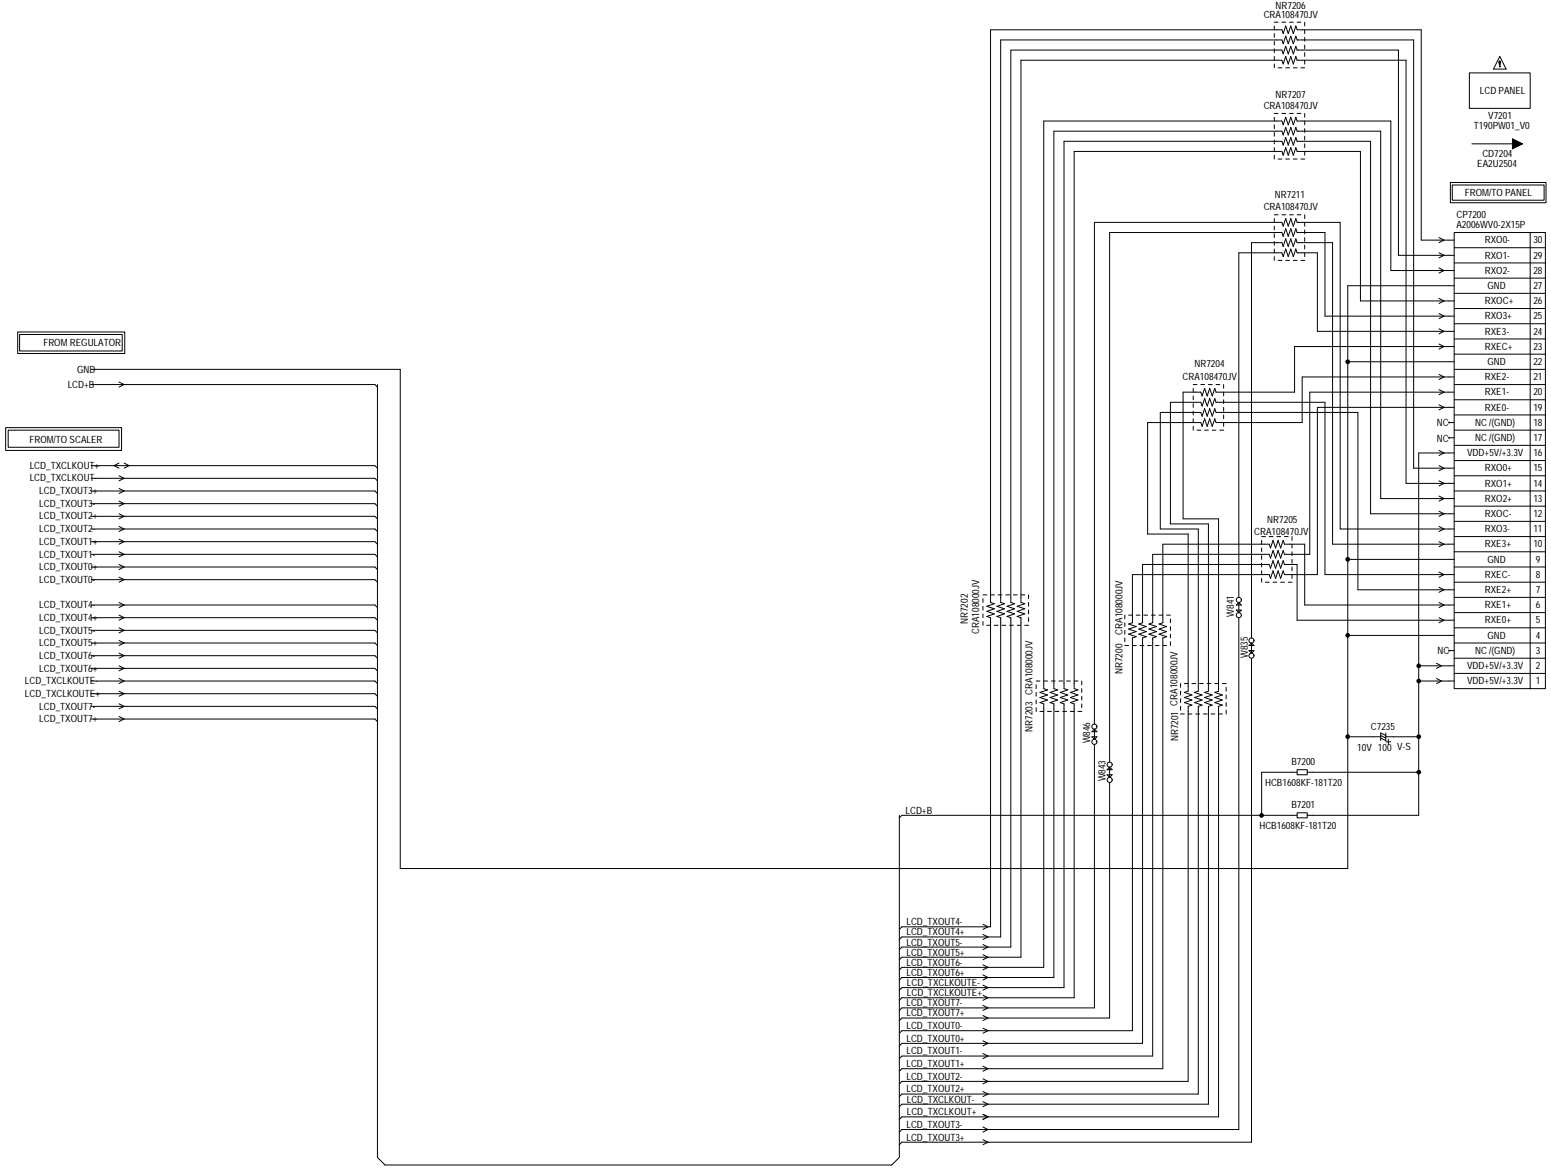 NR7206
CRA108470JV
NR7207
CRA108470JV
NR7211
CRA108470JV
NR7204
CRA108470JV
NR7205
CRA108470JV
LCD PANEL
V7201
T190PW01_V0
CD7204
EA2U2504
FROM/TO PANEL
CP7200
A2006WV0-2X15P
RXO0- 30
RXO1- 29
RXO2- 28
GND 27
RXOC+ 26
RXO3+ 25
RXE3- 24
RXEC+ 23
GND 22
RXE2- 21
RXE1- 20
RXE0- 19
NC NC /(GND) 18
NC NC /(GND) 17
VDD+5V/+3.3V 16
RXO0+ 15
RXO1+ 14
RXO2+ 13
RXOC- 12
RXO3- 11
RXE3+ 10
GND 9
RXEC- 8
RXE2+ 7
RXE1+ 6
RXE0+ 5
GND 4
NC NC /(GND) 3
VDD+5V/+3.3V 2
VDD+5V/+3.3V 1
FROM REGULATOR
GND
LCD+B
FROM/TO SCALER
LCD_TXCLKOUT+
LCD_TXCLKOUT-
LCD_TXOUT3+
LCD_TXOUT3-
LCD_TXOUT2+
LCD_TXOUT2-
LCD_TXOUT1+
LCD_TXOUT1-
LCD_TXOUT0+
LCD_TXOUT0-
LCD_TXOUT4-
LCD_TXOUT4+
LCD_TXOUT5-
LCD_TXOUT5+
LCD_TXOUT6-
LCD_TXOUT6+
LCD_TXCLKOUTE-
LCD_TXCLKOUTE+
LCD_TXOUT7-
LCD_TXOUT7+
NR7202
CRA108000JV
NR7203 CRA108000JV
NR7200 CRA108000JV
NR7201 CRA108000JV
W841
W835
W846
W843
C7235
10V 100 V-S
+
B7200
HCB1608KF-181T20
B7201
HCB1608KF-181T20
LCD+B
LCD_TXOUT4-
LCD_TXOUT4+
LCD_TXOUT5-
LCD_TXOUT5+
LCD_TXOUT6-
LCD_TXOUT6+
LCD_TXCLKOUTE-
LCD_TXCLKOUTE+
LCD_TXOUT7-
LCD_TXOUT7+
LCD_TXOUT0-
LCD_TXOUT0+
LCD_TXOUT1-
LCD_TXOUT1+
LCD_TXOUT2-
LCD_TXOUT2+
LCD_TXCLKOUT-
LCD_TXCLKOUT+
LCD_TXOUT3-
LCD_TXOUT3+